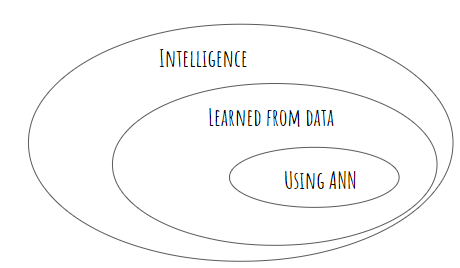 Intelligence
Learned from data
Using ANN